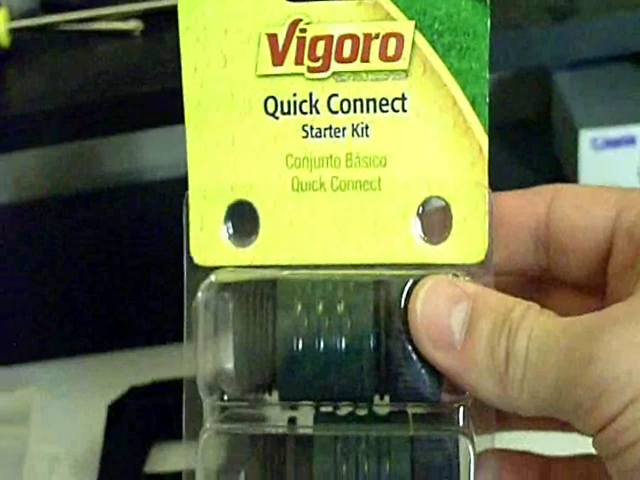 Vigoro
Quick Connect
Starter Kit
Conjunto Básico
Quick Connect